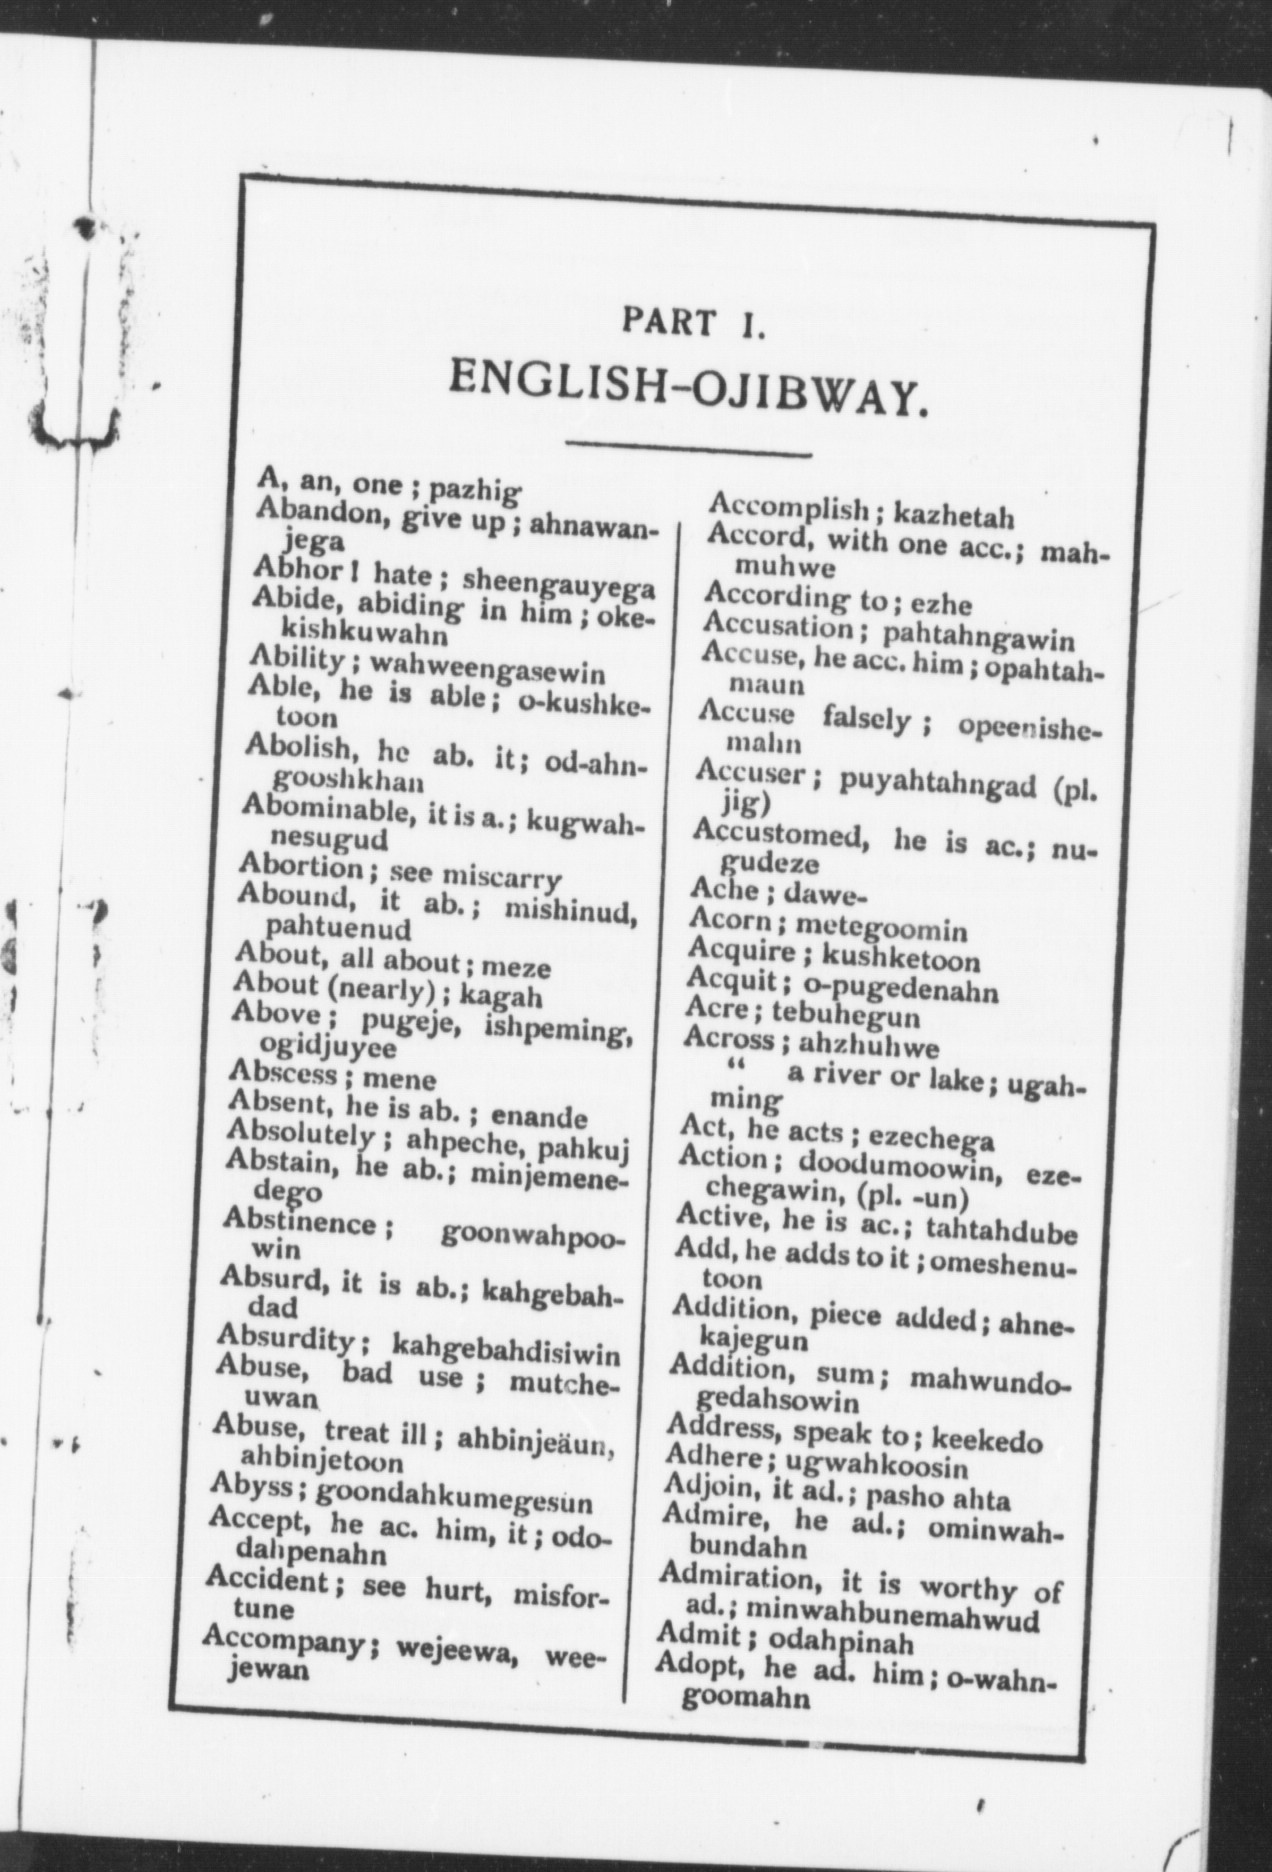 PART I.
ENGLISH-OJIBWAY.
A, an, one ; pazhig
Abandon, give up ; ahnawan-
jega
Abhor ! hate ; sheengauyega
Abide, abiding in him ; oke-
kishkuwahn
Ability ; wahweengasewin
Able, he is able ; o-kushke-
toon
Abolish, he ab. it ; od-ahn-
gooshkhan
Abominable, it is a. ; kugwah-
nesugud
Abortion ; see miscarry
Abound, it ab. ; mishinud,
pahtuenud
About, all about ; meze
About (nearly) ; kagah
Above ; pugeje, ishpeming,
ogidjuyee
Abscess ; mene
Absent, he is ab. ; enande
Absolutely ; ahpeche, pahkuj
Abstain, he ab. ; minjemene-
dego
Abstinence ; goonwahpoo-
win
Absurd, it is ab. ; kahgebah-
dad
Absurdity ; kahgebahdisiwin
Abuse, bad use ; mutche-
uwan
Abuse, treat ill ; ahbinjeäun,
ahbinjetoon
Abyss ; goondahkumegesun
Accept, he ac. him, it ; odo-
dahpenahn
Accident ; see hurt, misfor-
tune
Accompany ; wejeewa, wee-
jewan
Accomplish ; kazhetah
Accord, with one acc. ; mah-
muhwe
According to ; ezhe
Accusation ; pahtahngawin
Accuse, he acc. him ; opahtah-
maun
Accuse falsely ; opeenishe-
mahn
Accuser ; puyahtahngad (pl.
jig)
Accustomed, he is ac. ; nu-
gudeze
Ache ; dawe-
Acorn ; metegoomin
Acquire ; kushketoon
Acquit ; o-pugedenahn
Acre ; tebuhegun
Across ; ahzhuhwe
“ a river or lake ; ugah-
ming
Act, he acts ; ezechega
Action ; doodumoowin, eze-
chegawin, (pl. -un)
Active, he is ac. ; tahtahdube
Add, he adds to it ; omeshenu-
toon
Addition, piece added ; ahne-
kajegun
Addition, sum ; mahwundo-
gedahsowin
Address, speak to ; keekedo
Adhere ; ugwahkoosin
Adjoin, it ad. ; pasho ahta
Admire, he ad. ; ominwah-
bundahn
Admiration, it is worthy of
ad. ; minwahbunemahwud
Admit ; odahpinah
Adopt, he ad. him ; o-wahn-
goomahn